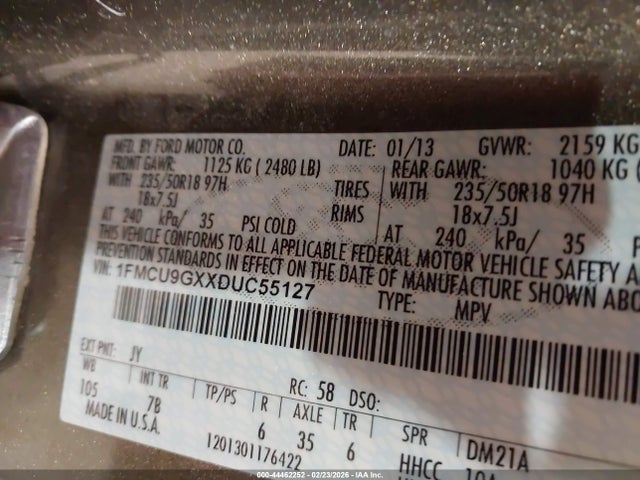 MFD. BY FORD MOTOR CO. DATE: 01/13 GVWR: 2159 KG
FRONT GAWR: 1125 KG ( 2480 LB) REAR GAWR: 1040 KG (
WITH 235/50R18 97H TIRES WITH 235/50R18 97H
18x7.5J RIMS 18x7.5J
AT 240 kPa/ 35 PSI COLD AT 240 kPa/ 35
THIS VEHICLE CONFORMS TO ALL APPLICABLE FEDERAL MOTOR VEHICLE SAFETY A
PREVENTION STANDARDS IN EFFECT ON THE DATE OF MANUFACTURE SHOWN ABO
VIN: 1FMCU9GXXDUC55127 TYPE: MPV
EXT PNT: JY RC: 58 DSO:
WB INT TR TP/PS R AXLE TR SPR DM21A
105 7B 6 35 6 HHCC 10A
MADE IN U.S.A. 1201301176422
000-44462252 - 02/23/2026 - IAA Holdings, LLC.